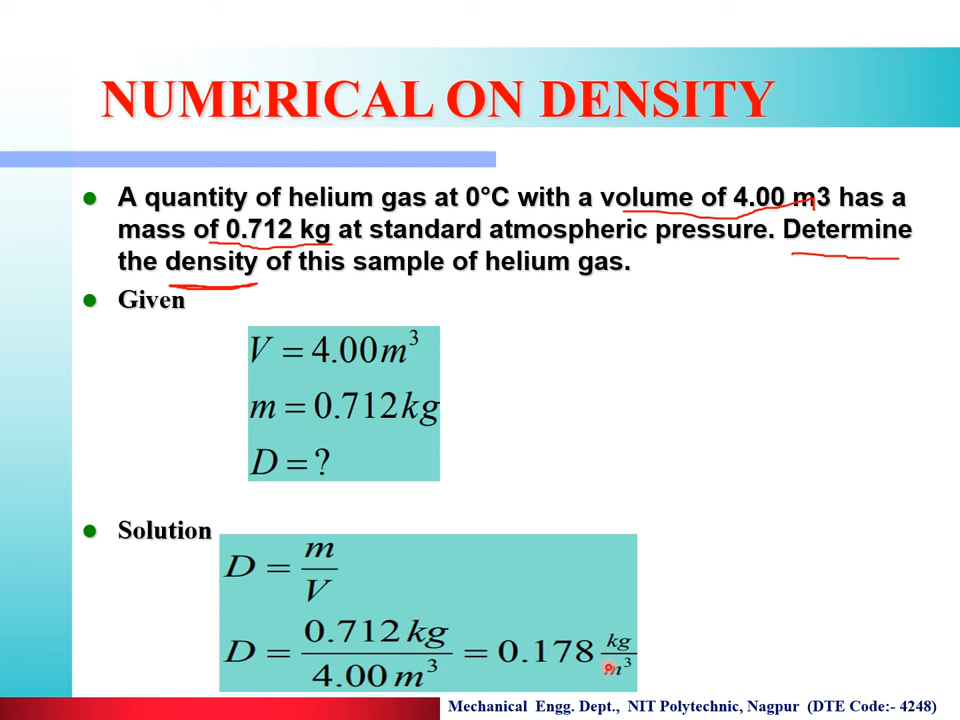 NUMERICAL ON DENSITY
A quantity of helium gas at 0°C with a volume of 4.00 m3 has a
mass of 0.712 kg at standard atmospheric pressure. Determine
the density of this sample of helium gas.
Given
V = 4.00 m³
m = 0.712 kg
D = ?
Solution
D = m/V
D = 0.712 kg / 4.00 m³ = 0.178 kg/m³
Mechanical Engg. Dept., NIT Polytechnic, Nagpur (DTE Code:- 4248)